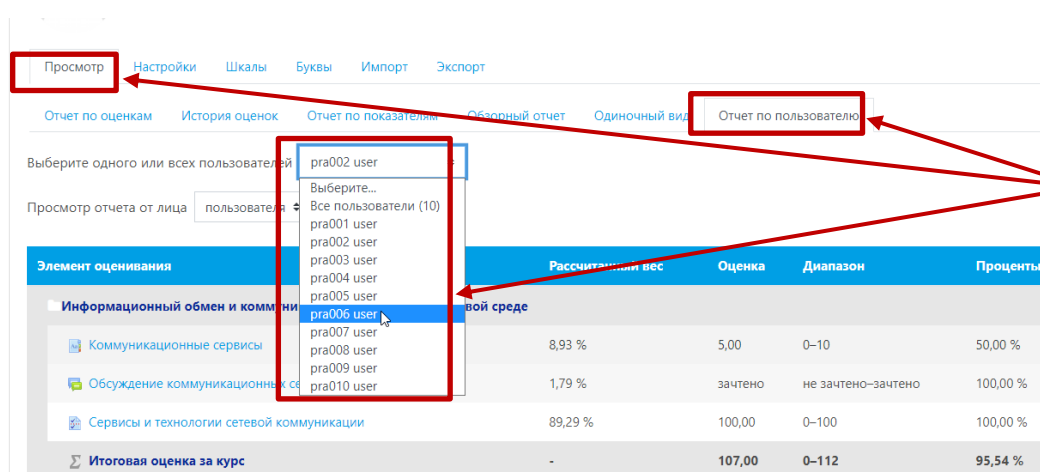 Просмотр Настройки Шкалы Буквы Импорт Экспорт
Отчет по оценкам История оценок Отчет по показателям Обзорный отчет Одиночный вид Отчет по пользователю
Выберите одного или всех пользователей pra002 user
Выберите...
Просмотр отчета от лица пользователя Все пользователи (10)
pra001 user
pra002 user
pra003 user
pra004 user
pra005 user
pra006 user
pra007 user
pra008 user
pra009 user
pra010 user
Элемент оценивания Рассчитанный вес Оценка Диапазон Проценты
Информационный обмен и коммуни вой среде
Коммуникационные сервисы 8,93 % 5,00 0–10 50,00 %
Обсуждение коммуникационных се 1,79 % зачтено не зачтено–зачтено 100,00 %
Сервисы и технологии сетевой коммуникации 89,29 % 100,00 0–100 100,00 %
Σ Итоговая оценка за курс - 107,00 0–112 95,54 %